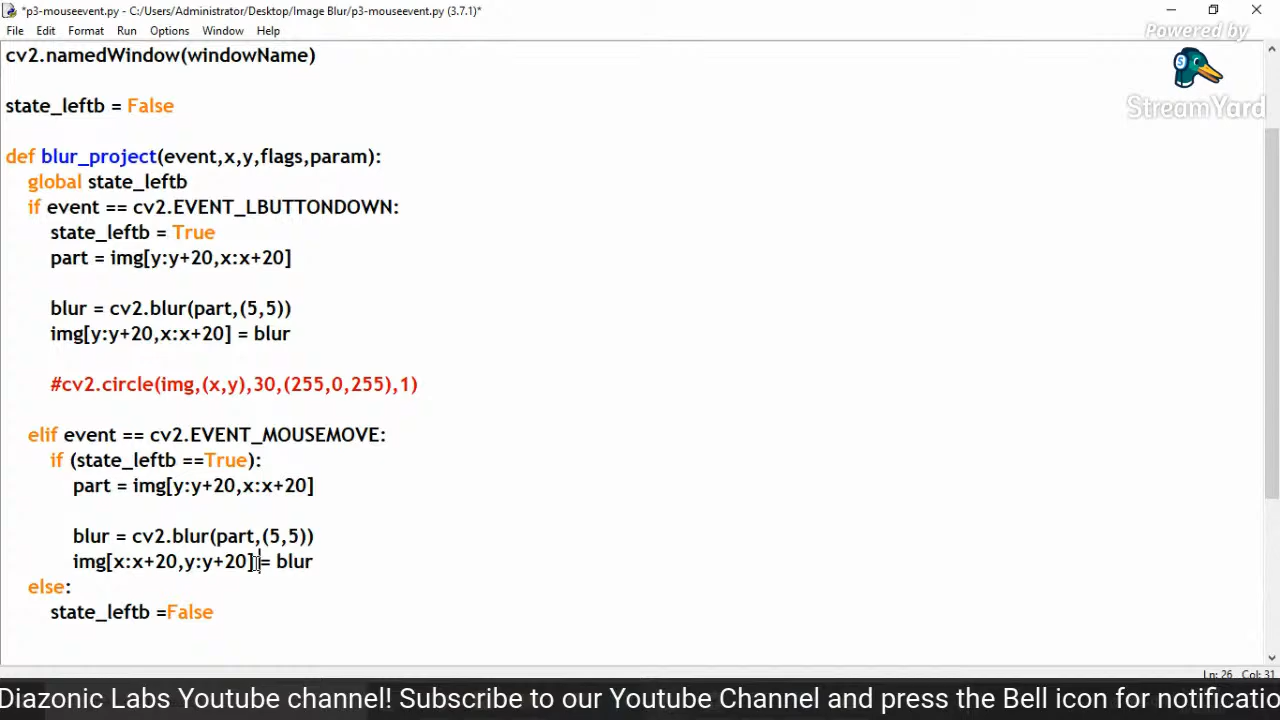 *p3-mouseevent.py - C:/Users/Administrator/Desktop/Image Blur/p3-mouseevent.py (3.7.1)*
File Edit Format Run Options Window Help
Powered by
StreamYard
cv2.namedWindow(windowName)
state_leftb = False
def blur_project(event,x,y,flags,param):
global state_leftb
if event == cv2.EVENT_LBUTTONDOWN:
state_leftb = True
part = img[y:y+20,x:x+20]
blur = cv2.blur(part,(5,5))
img[y:y+20,x:x+20] = blur
#cv2.circle(img,(x,y),30,(255,0,255),1)
elif event == cv2.EVENT_MOUSEMOVE:
if (state_leftb ==True):
part = img[y:y+20,x:x+20]
blur = cv2.blur(part,(5,5))
img[x:x+20,y:y+20] = blur
else:
state_leftb =False
Ln: 26 Col: 31
Diazonic Labs Youtube channel! Subscribe to our Youtube Channel and press the Bell icon for notificatio